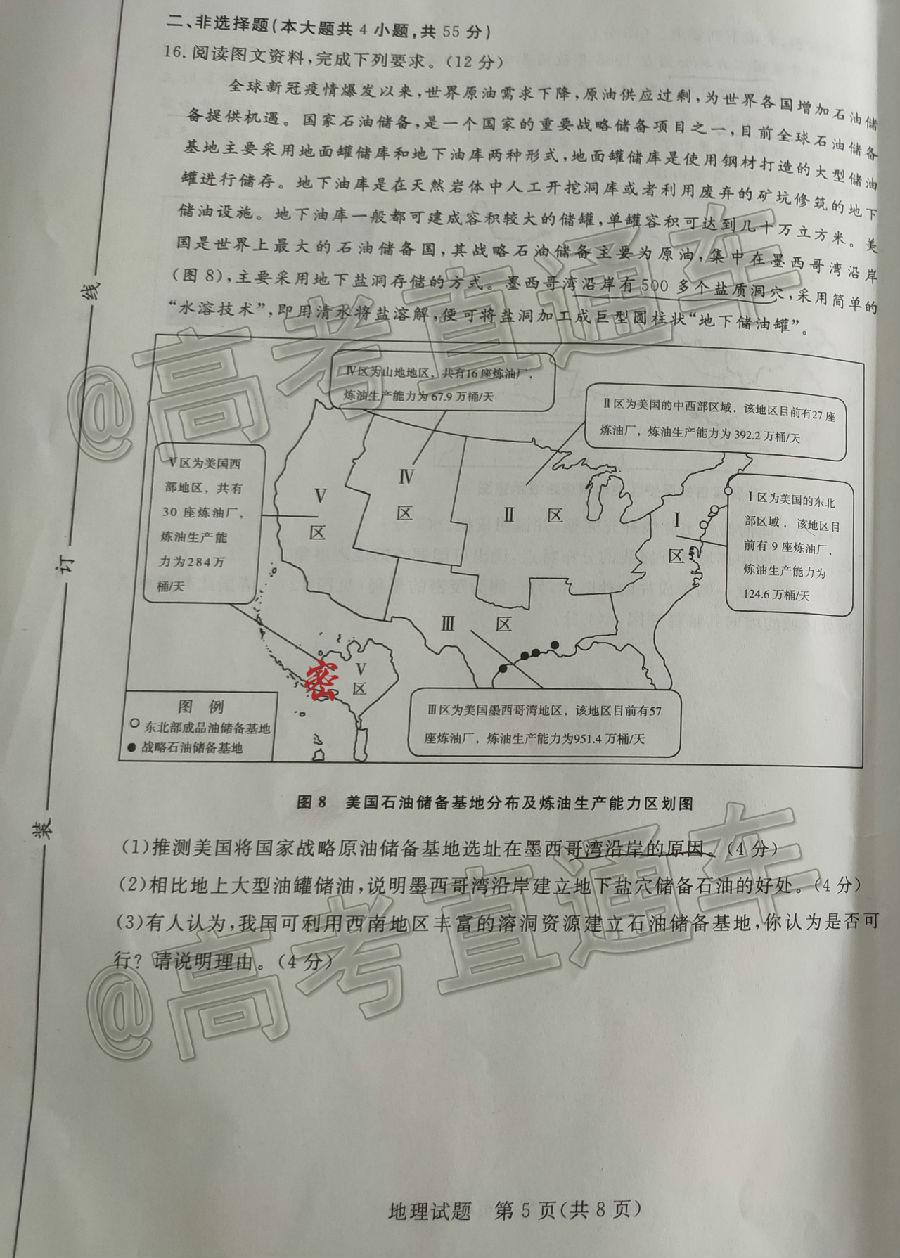 二、非选择题(本大题共 4 小题,共 55 分)
16.阅读图文资料,完成下列要求。(12 分)
全球新冠疫情爆发以来,世界原油需求下降,原油供应过剩,为世界各国增加石油储
备提供机遇。国家石油储备,是一个国家的重要战略储备项目之一,目前全球石油储备
基地主要采用地面罐储库和地下油库两种形式,地面罐储库是使用钢材打造的大型储油
罐进行储存。地下油库是在天然岩体中人工开挖洞库或者利用废弃的矿坑修筑的地下
储油设施。地下油库一般都可建成容积较大的储罐,单罐容积可达到几十万立方米。美
国是世界上最大的石油储备国,其战略石油储备主要为原油,集中在墨西哥湾沿岸
(图 8),主要采用地下盐洞存储的方式。墨西哥湾沿岸有 500 多个盐质洞穴,采用简单的
“水溶技术”,即用清水将盐溶解,便可将盐洞加工成巨型圆柱状“地下储油罐”。
Ⅳ区为山地地区,共有16座炼油厂,
炼油生产能力为 67.9 万桶/天
Ⅱ区为美国的中西部区域,该地区目前有27座
炼油厂,炼油生产能力为 392.2 万桶/天
Ⅴ区为美国西
部地区,共有
30 座炼油厂,
炼油生产能
力为284万
桶/天
Ⅰ区为美国的东北
部区域,该地区目
前有 9 座炼油厂,
炼油生产能力为
124.6 万桶/天
Ⅴ
区
Ⅳ
区
Ⅱ 区
Ⅰ
区
Ⅲ 区
Ⅴ
区
密
Ⅲ区为美国墨西哥湾地区,该地区目前有57
座炼油厂,炼油生产能力为951.4 万桶/天
图 例
东北部成品油储备基地
战略石油储备基地
图 8 美国石油储备基地分布及炼油生产能力区划图
(1)推测美国将国家战略原油储备基地选址在墨西哥湾沿岸的原因。(4 分)
(2)相比地上大型油罐储油,说明墨西哥湾沿岸建立地下盐穴储备石油的好处。(4 分)
(3)有人认为,我国可利用西南地区丰富的溶洞资源建立石油储备基地,你认为是否可
行?请说明理由。(4 分)
地理试题 第 5 页(共 8 页)
线
订
装
@高考直通车
@高考直通车